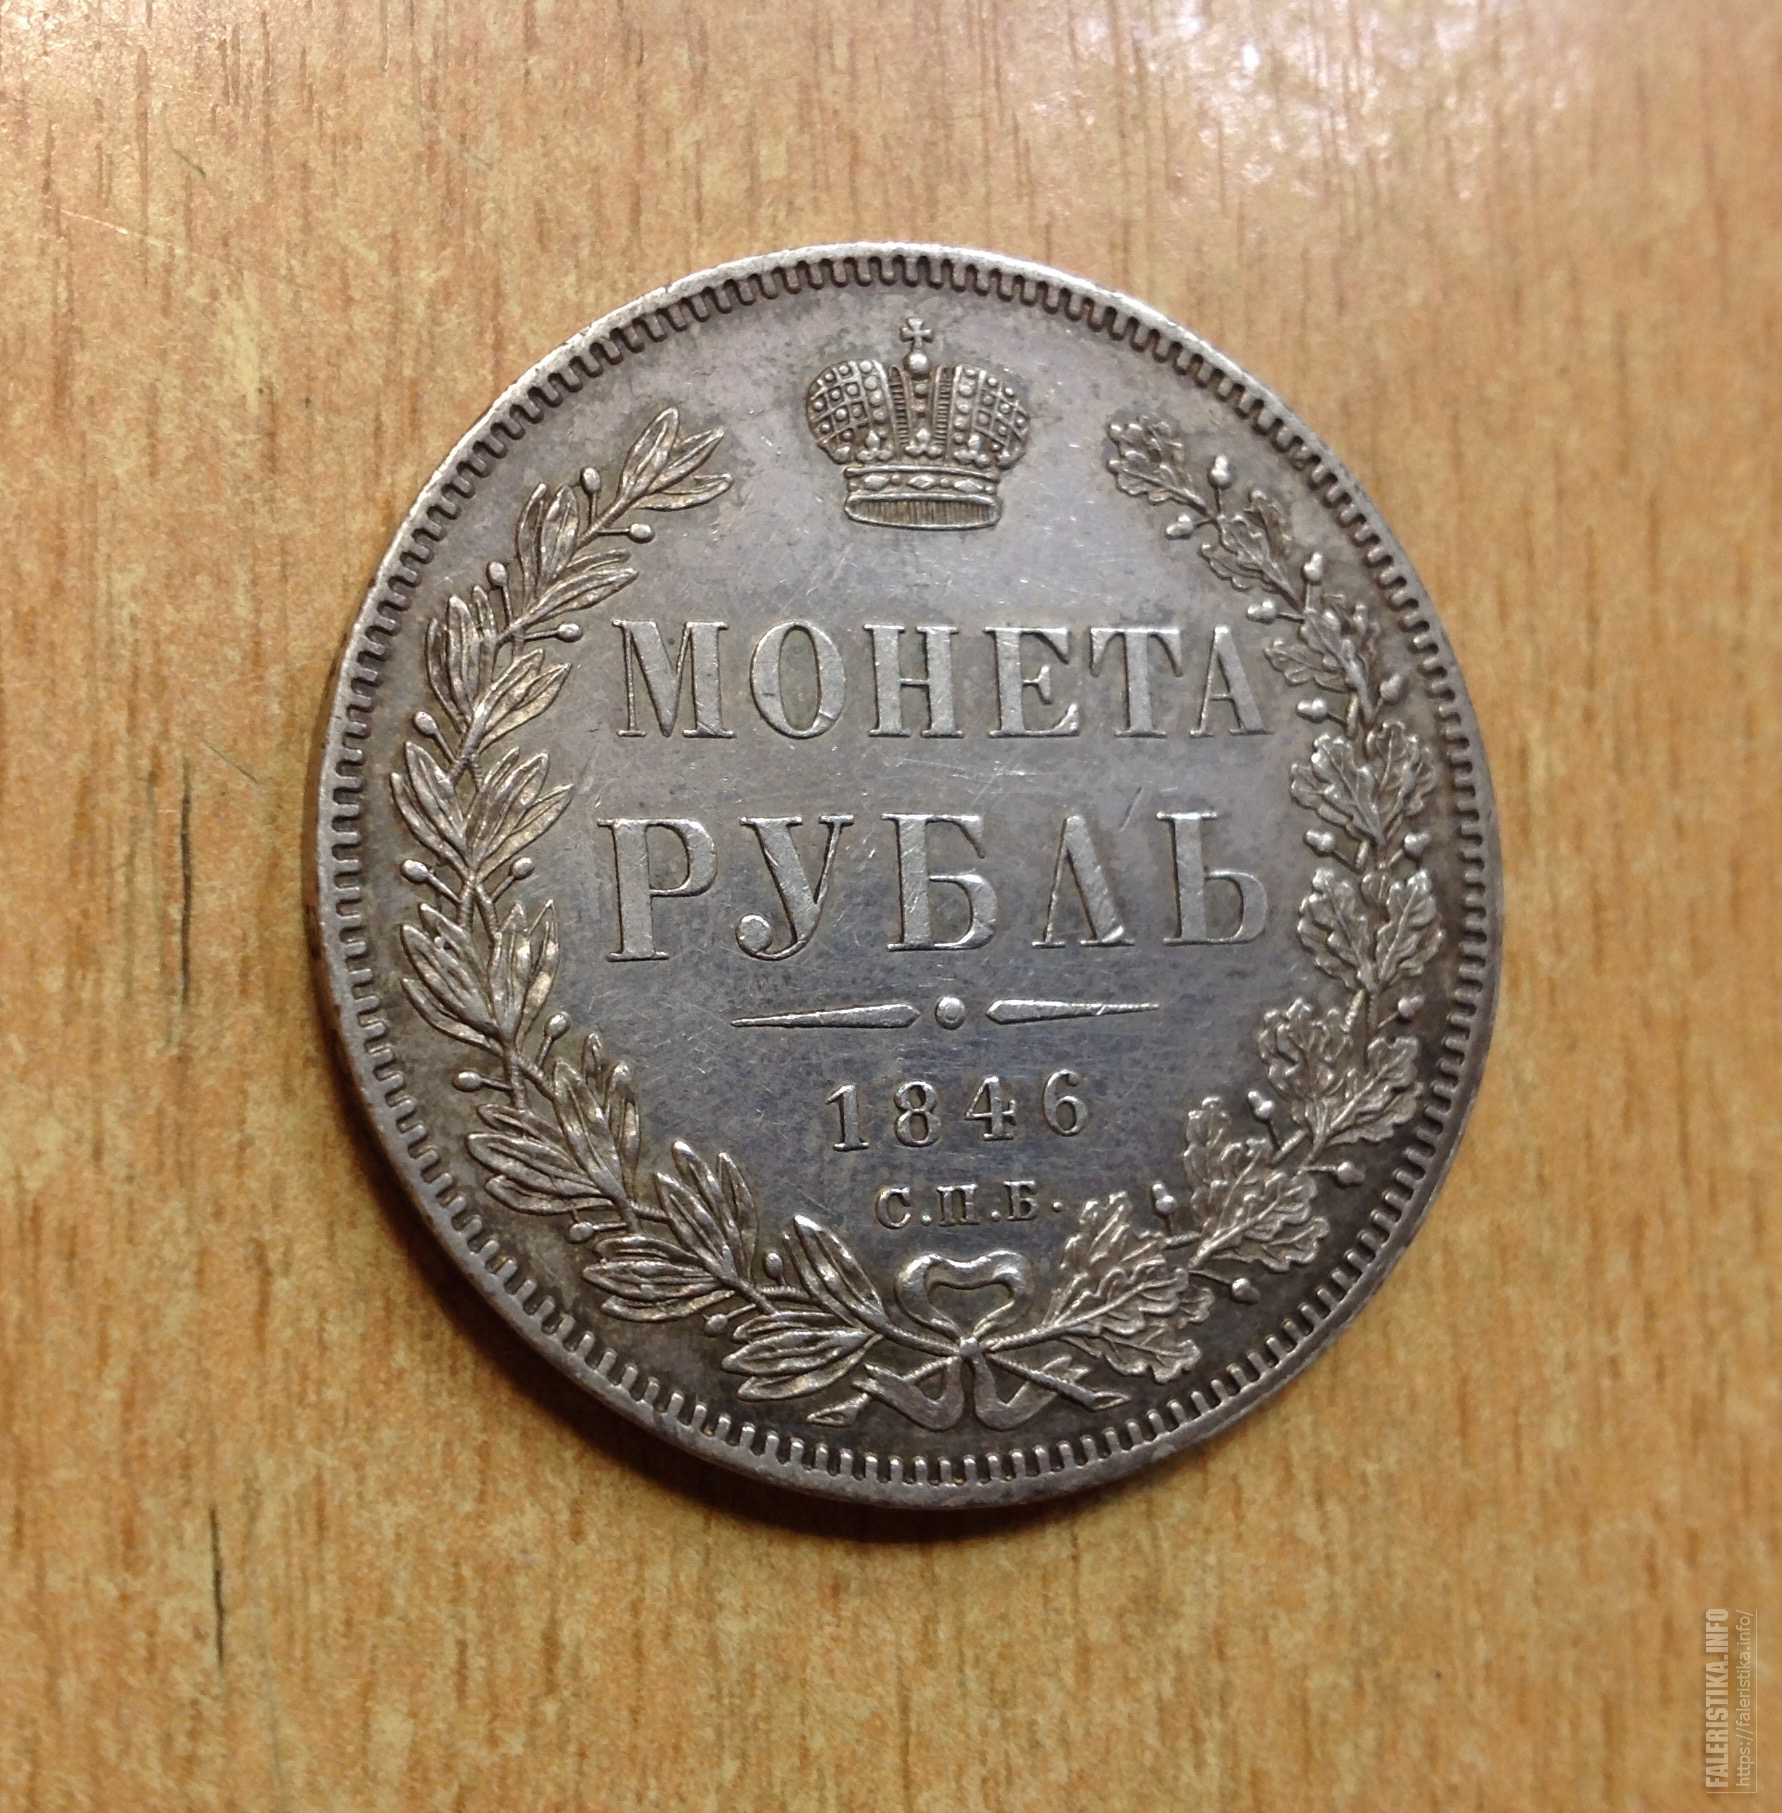 МОНЕТА
РУБЛЬ
1846
С.П.Б.
FALERISTIKA.INFO
https://faleristika.info/